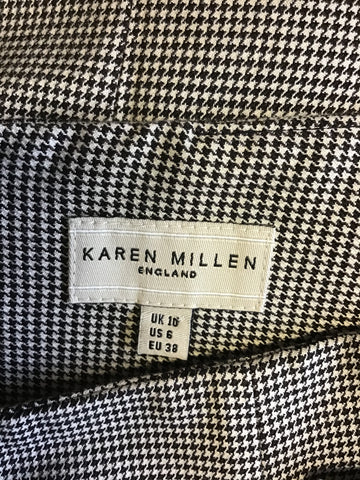 KAREN MILLEN
ENGLAND
UK 10
US 6
EU 38